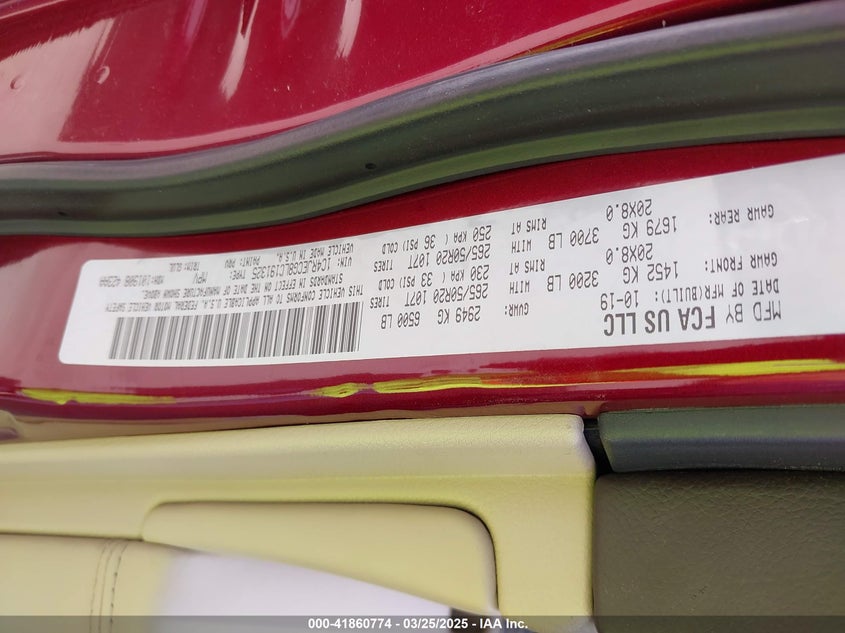 MFD BY FCA US LLC
DATE OF MFR(BUILT): 10-19 GVWR: 2949 KG 6500 LB
GAWR FRONT: 1452 KG 3200 LB WITH 265/50R20 107T TIRES
20X8.0 RIMS AT 230 KPA ( 33 PSI) COLD
GAWR REAR: 1679 KG 3700 LB WITH 265/50R20 107T TIRES
20X8.0 RIMS AT 250 KPA ( 36 PSI) COLD
THIS VEHICLE CONFORMS TO ALL APPLICABLE U.S.A. FEDERAL MOTOR VEHICLE SAFETY
STANDARDS IN EFFECT ON THE DATE OF MANUFACTURE SHOWN ABOVE.
VIN: 1C4RJECG8LC191325 TYPE: MPV
PAINT: PRV
VEHICLE MADE IN U.S.A.
000-41860774 - 03/25/2025 - IAA Inc.